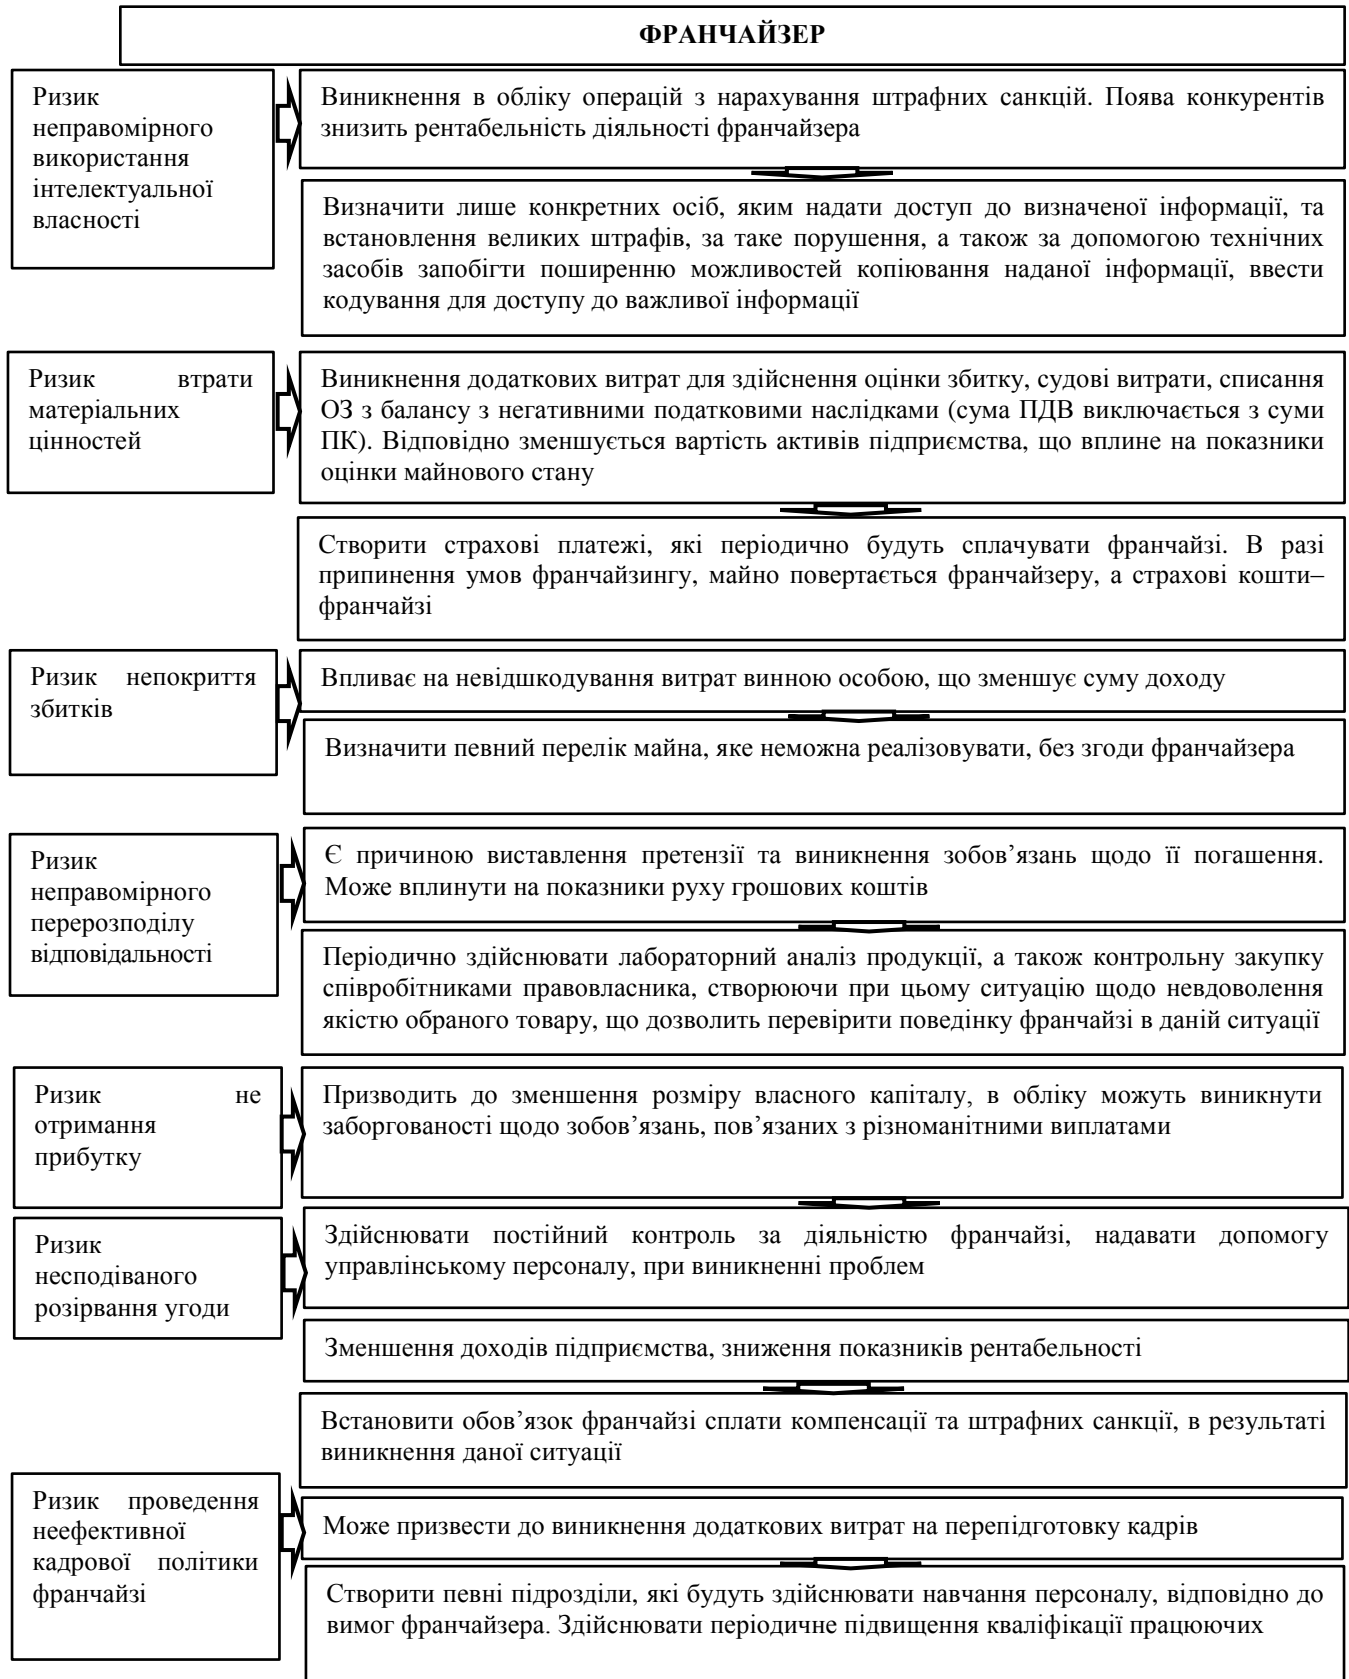 ФРАНЧАЙЗЕР
Ризик
неправомірного
використання
інтелектуальної
власності
Виникнення в обліку операцій з нарахування штрафних санкцій. Поява конкурентів
знизить рентабельність діяльності франчайзера
Визначити лише конкретних осіб, яким надати доступ до визначеної інформації, та
встановлення великих штрафів, за таке порушення, а також за допомогою технічних
засобів запобігти поширенню можливостей копіювання наданої інформації, ввести
кодування для доступу до важливої інформації
Ризик втрати
матеріальних
цінностей
Виникнення додаткових витрат для здійснення оцінки збитку, судові витрати, списання
ОЗ з балансу з негативними податковими наслідками (сума ПДВ виключається з суми
ПК). Відповідно зменшується вартість активів підприємства, що вплине на показники
оцінки майнового стану
Створити страхові платежі, які періодично будуть сплачувати франчайзі. В разі
припинення умов франчайзингу, майно повертається франчайзеру, а страхові кошти–
франчайзі
Ризик непокриття
збитків
Впливає на невідшкодування витрат винною особою, що зменшує суму доходу
Визначити певний перелік майна, яке неможна реалізовувати, без згоди франчайзера
Ризик
неправомірного
перерозподілу
відповідальності
Є причиною виставлення претензії та виникнення зобов’язань щодо її погашення.
Може вплинути на показники руху грошових коштів
Періодично здійснювати лабораторний аналіз продукції, а також контрольну закупку
співробітниками правовласника, створюючи при цьому ситуацію щодо невдоволення
якістю обраного товару, що дозволить перевірити поведінку франчайзі в даній ситуації
Ризик не
отримання
прибутку
Призводить до зменшення розміру власного капіталу, в обліку можуть виникнути
заборгованості щодо зобов’язань, пов’язаних з різноманітними виплатами
Ризик
несподіваного
розірвання угоди
Здійснювати постійний контроль за діяльністю франчайзі, надавати допомогу
управлінському персоналу, при виникненні проблем
Зменшення доходів підприємства, зниження показників рентабельності
Встановити обов’язок франчайзі сплати компенсації та штрафних санкції, в результаті
виникнення даної ситуації
Ризик проведення
неефективної
кадрової політики
франчайзі
Може призвести до виникнення додаткових витрат на перепідготовку кадрів
Створити певні підрозділи, які будуть здійснювати навчання персоналу, відповідно до
вимог франчайзера. Здійснювати періодичне підвищення кваліфікації працюючих